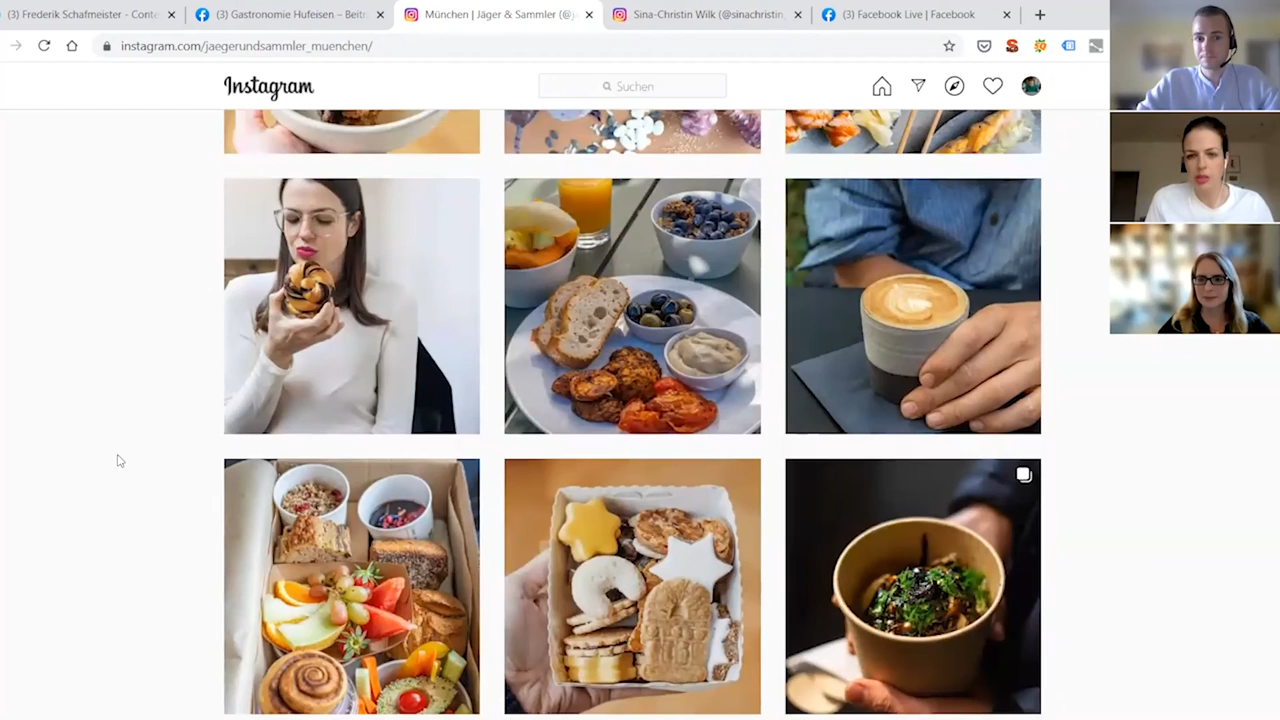 (3) Frederik Schafmeister - Conte
(3) Gastronomie Hufeisen – Beitr
München | Jäger & Sammler (@j
Sina-Christin Wilk (@sinachristin
(3) Facebook Live | Facebook
instagram.com/jaegerundsammler_muenchen/
Instagram
Suchen